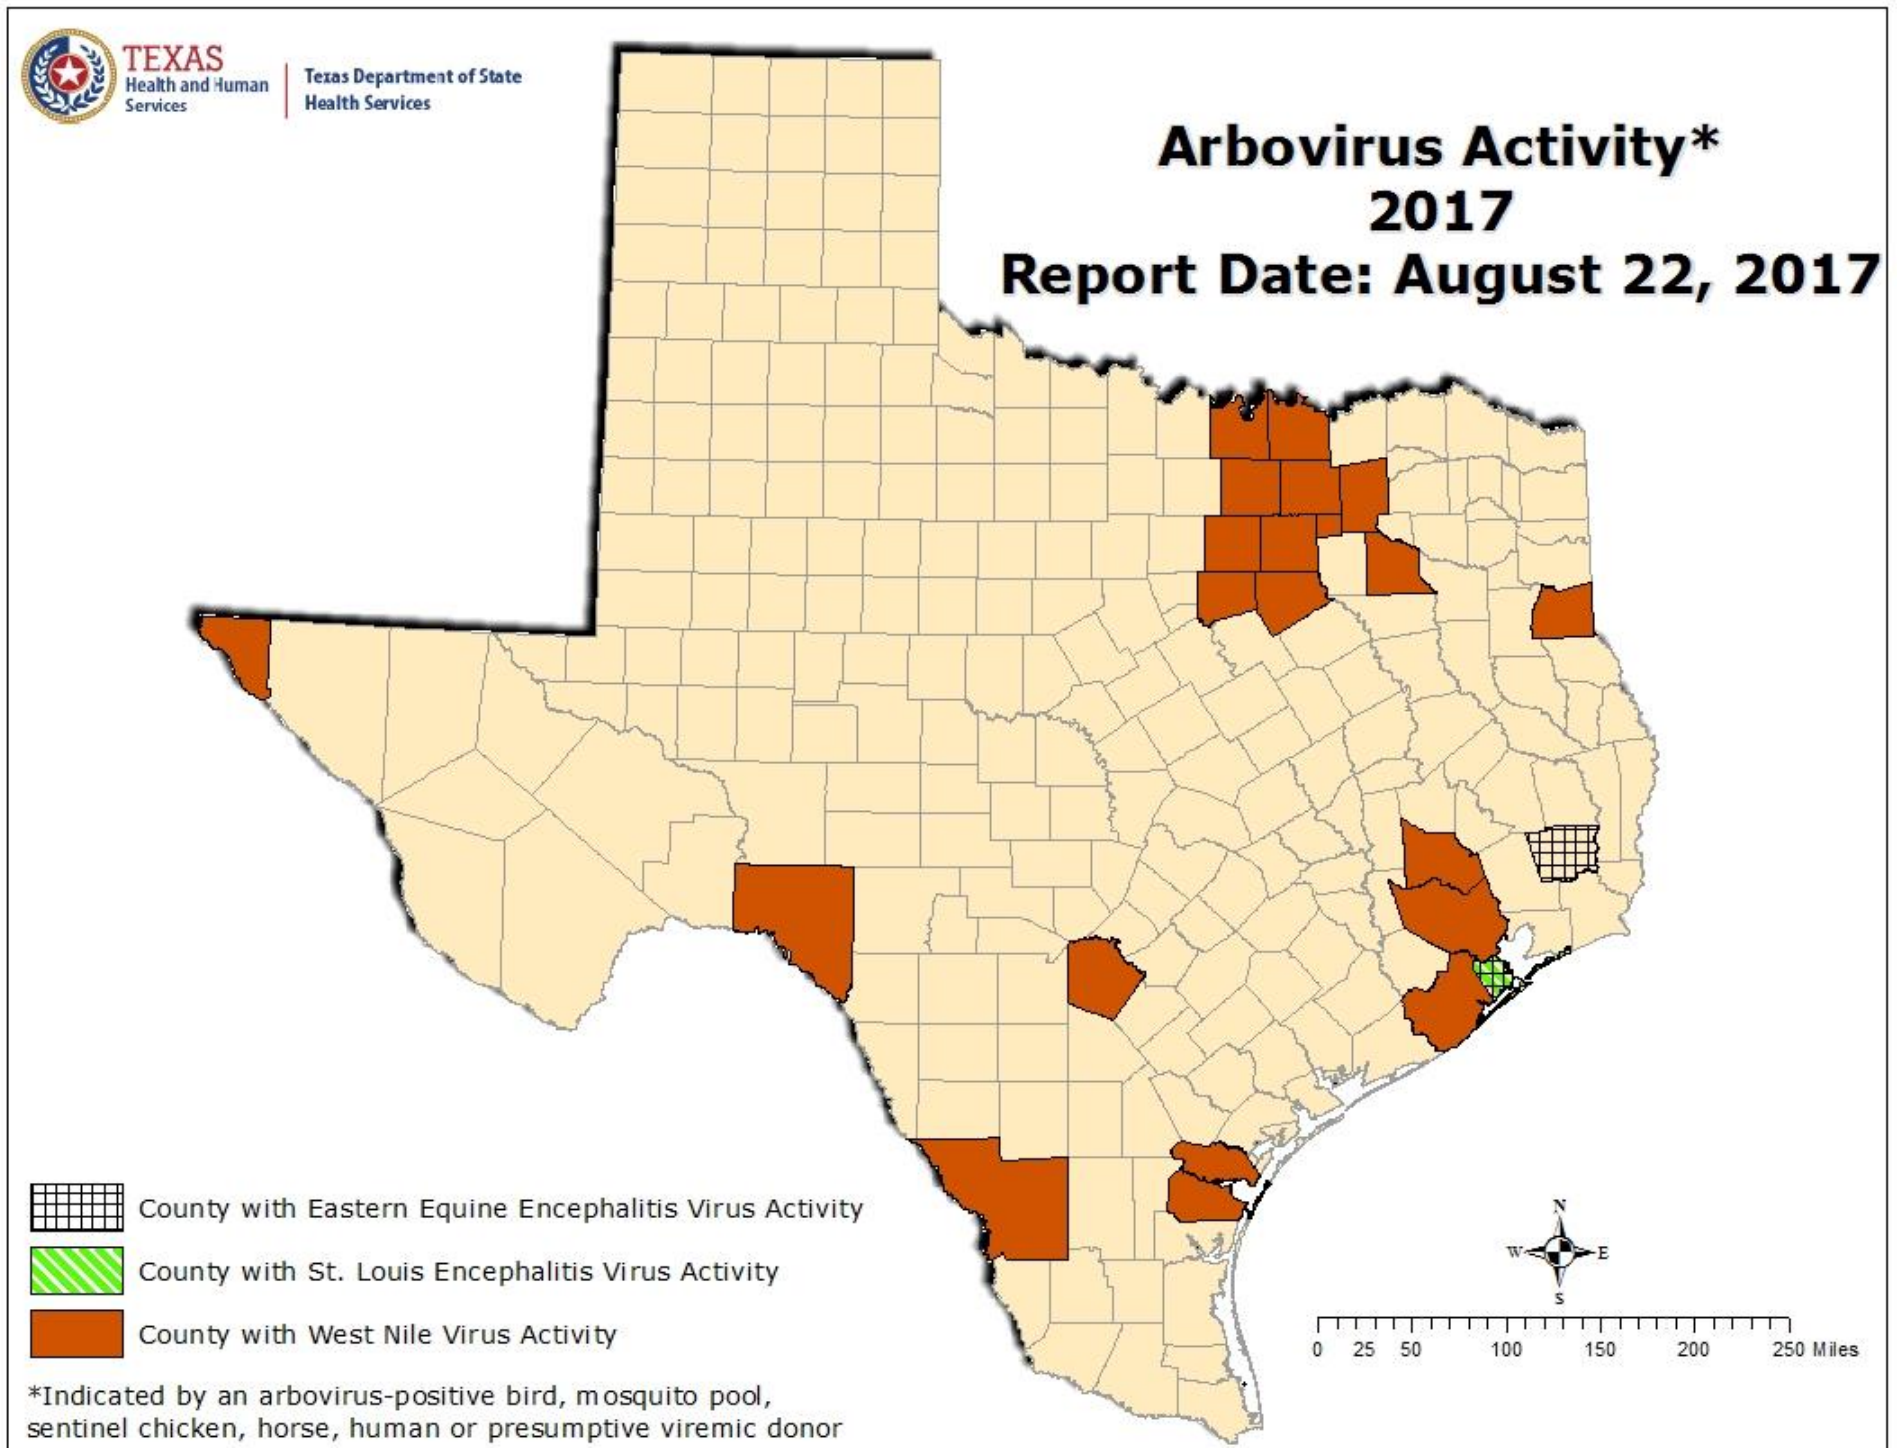 TEXAS
Health and Human
Services
Texas Department of State
Health Services
Arbovirus Activity*
2017
Report Date: August 22, 2017
County with Eastern Equine Encephalitis Virus Activity
County with St. Louis Encephalitis Virus Activity
County with West Nile Virus Activity
*Indicated by an arbovirus-positive bird, mosquito pool,
sentinel chicken, horse, human or presumptive viremic donor
N
W E
S
0 25 50 100 150 200 250 Miles